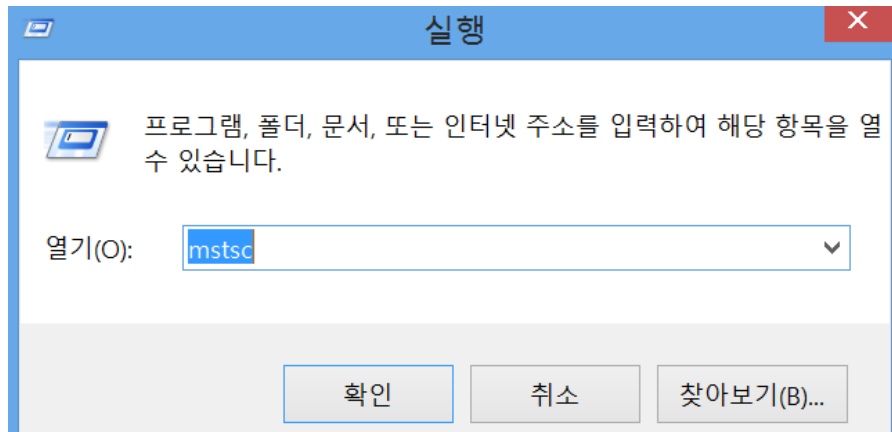 실행
프로그램, 폴더, 문서, 또는 인터넷 주소를 입력하여 해당 항목을 열
수 있습니다.
열기(O): mstsc
확인 취소 찾아보기(B)...